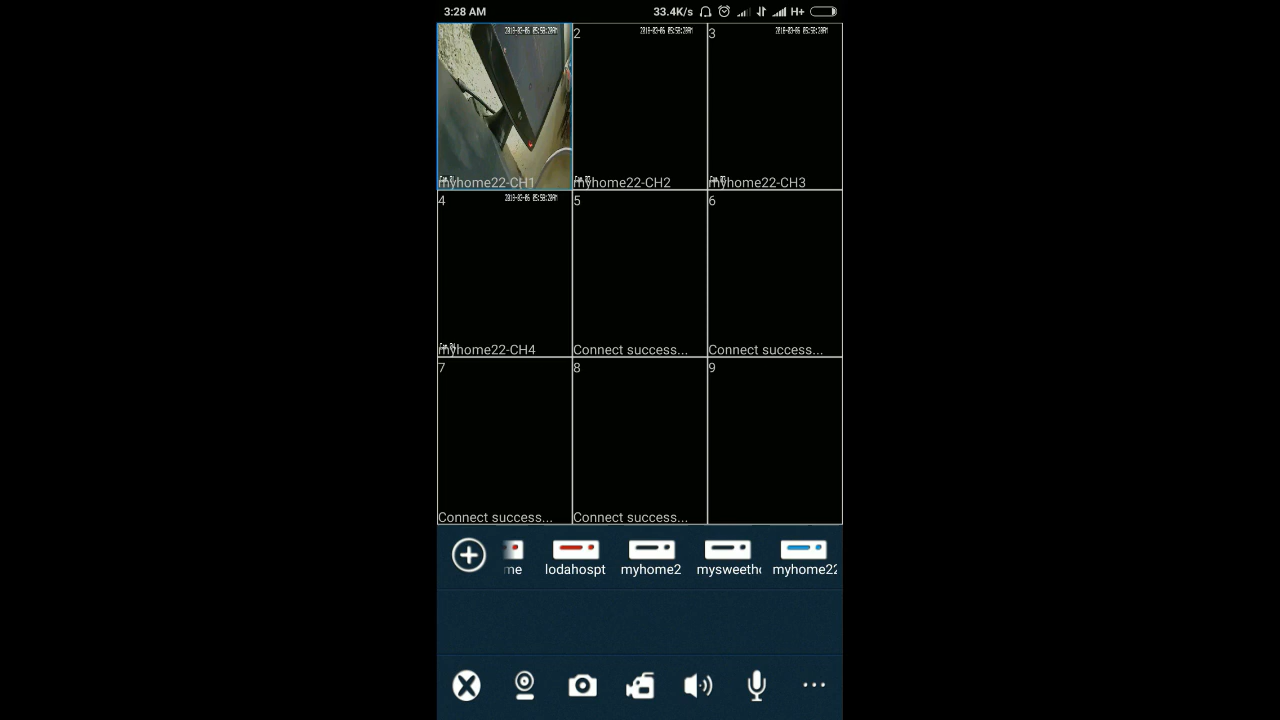 3:28 AM 33.4K/s H+
2 3
myhome22-CH1 myhome22-CH2 myhome22-CH3
4 5 6
myhome22-CH4 Connect success... Connect success...
7 8 9
Connect success... Connect success...
me lodahospt myhome2 mysweeth myhome22